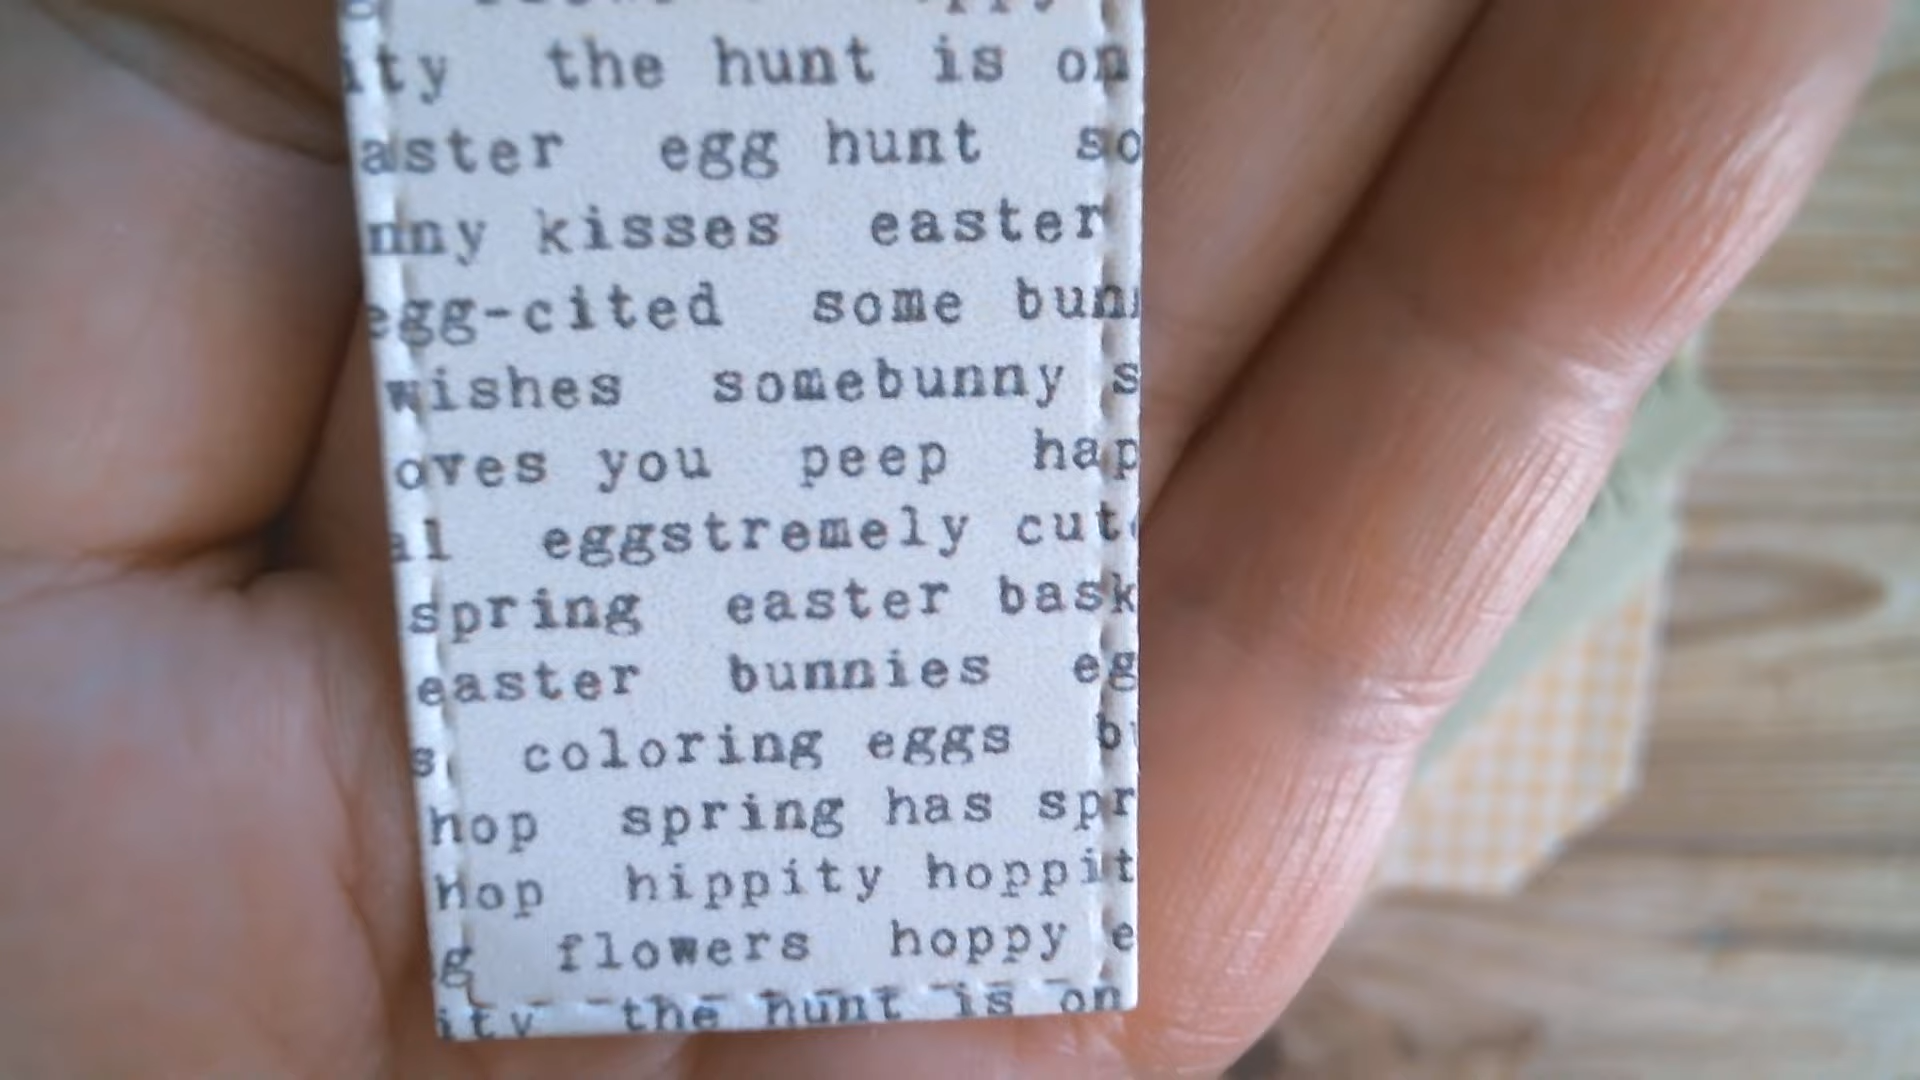 ity the hunt is on
aster egg hunt so
nny kisses easter
egg-cited some bun
wishes somebunny s
oves you peep hap
al eggstremely cut
spring easter bask
easter bunnies eg
s coloring eggs b
hop spring has spr
hop hippity hoppit
g flowers hoppy e
ity the hunt is on